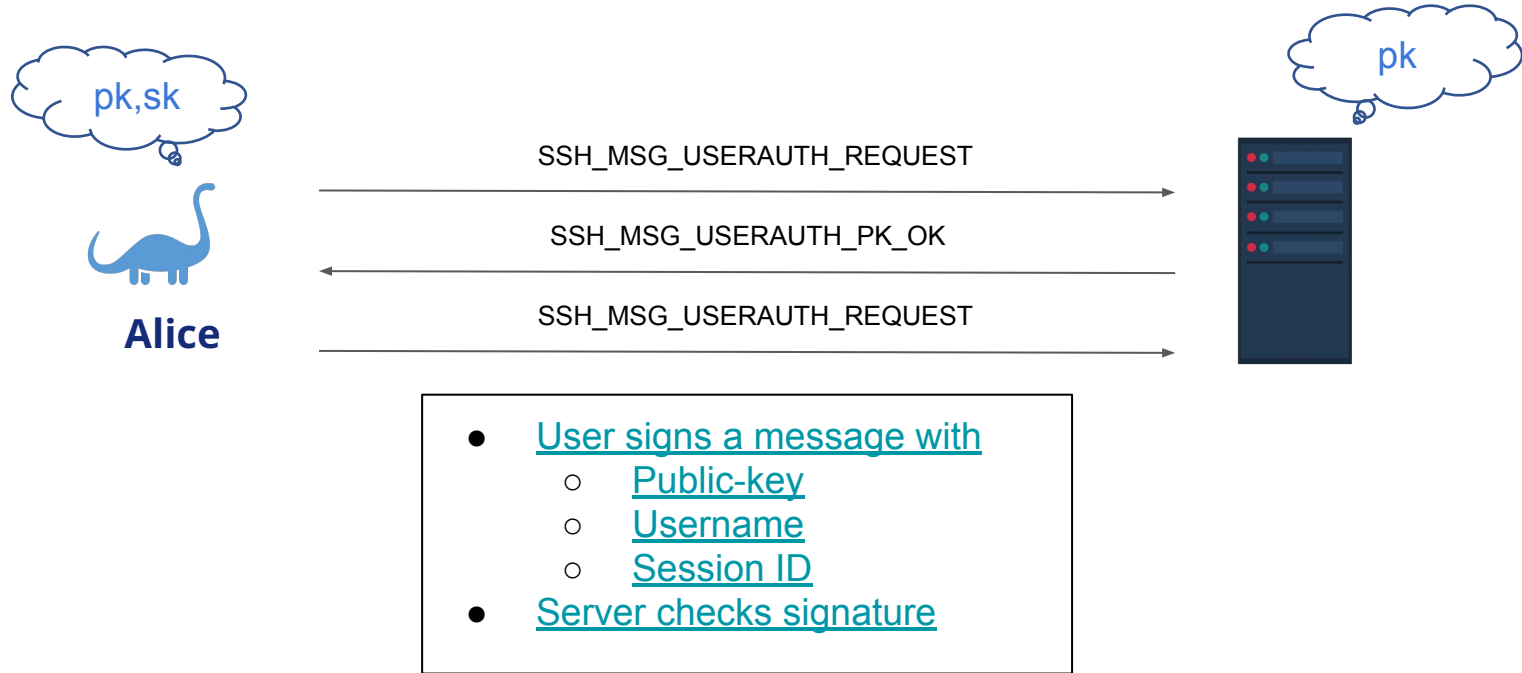 pk,sk
pk
SSH_MSG_USERAUTH_REQUEST
SSH_MSG_USERAUTH_PK_OK
SSH_MSG_USERAUTH_REQUEST
Alice
● User signs a message with
○ Public-key
○ Username
○ Session ID
● Server checks signature